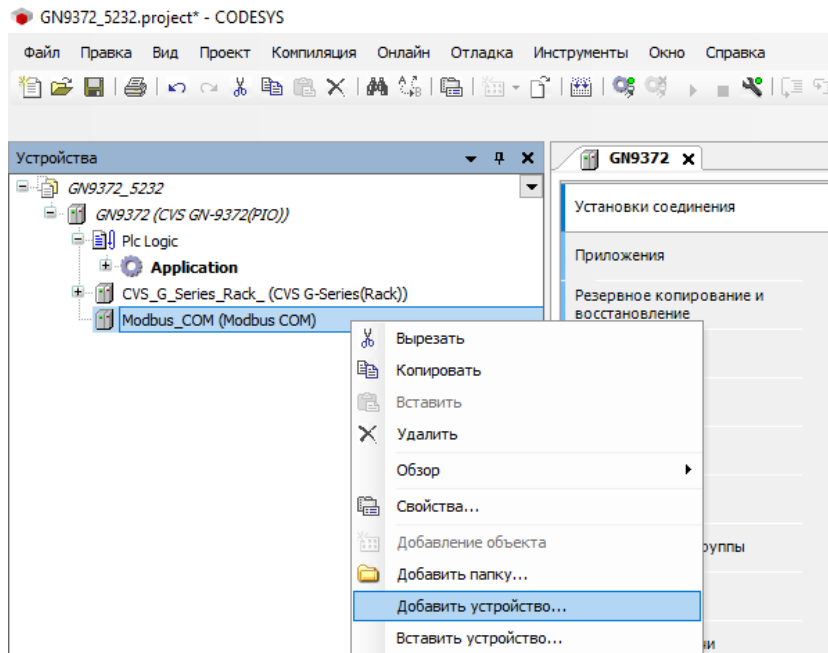 GN9372_5232.project* - CODESYS
Файл Правка Вид Проект Компиляция Онлайн Отладка Инструменты Окно Справка
Устройства
GN9372
GN9372_5232
GN9372 (CVS GN-9372(PIO))
Plc Logic
Application
CVS_G_Series_Rack_ (CVS G-Series(Rack))
Modbus_COM (Modbus COM)
Установки соединения
Приложения
Резервное копирование и
восстановление
Вырезать
Копировать
Вставить
Удалить
Обзор
Свойства...
Добавление объекта
Добавить папку...
Добавить устройство...
Вставить устройство...
руппы